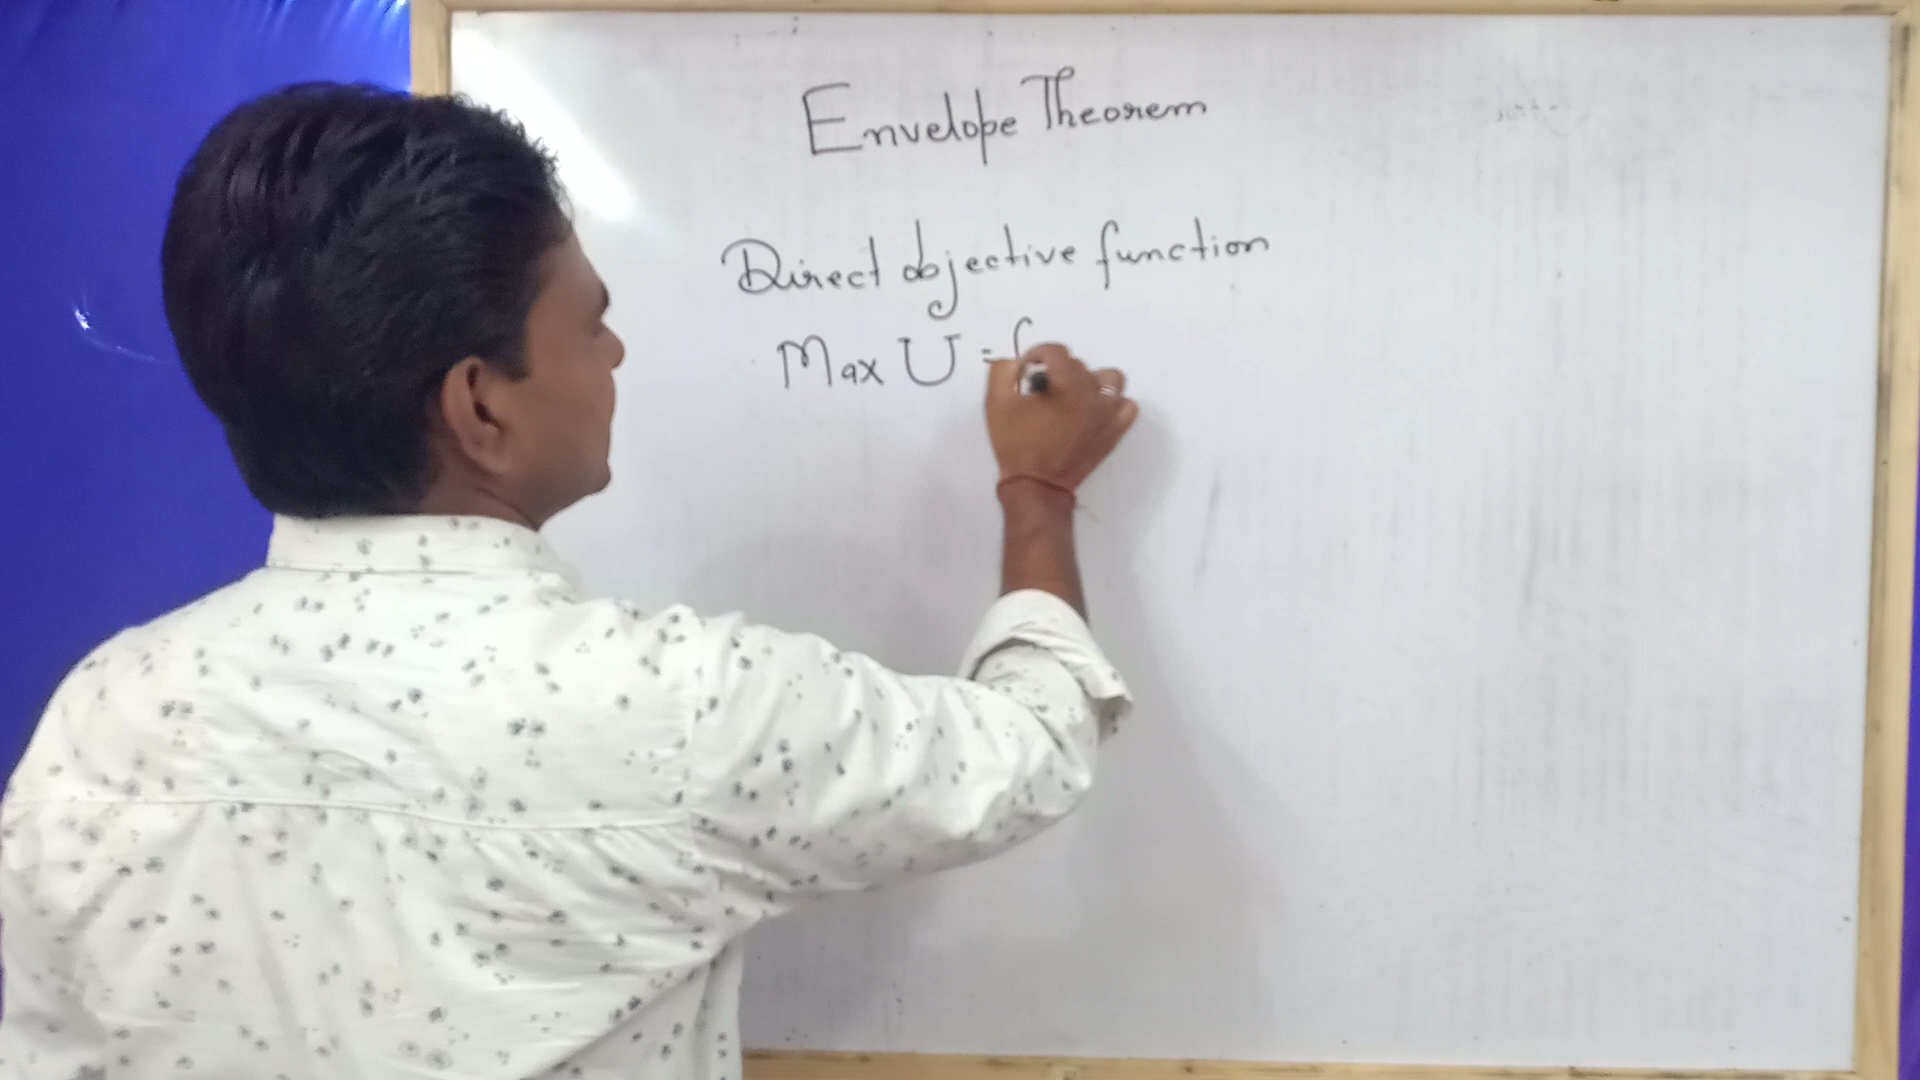 Envelope Theorem
Direct objective function
Max U = f